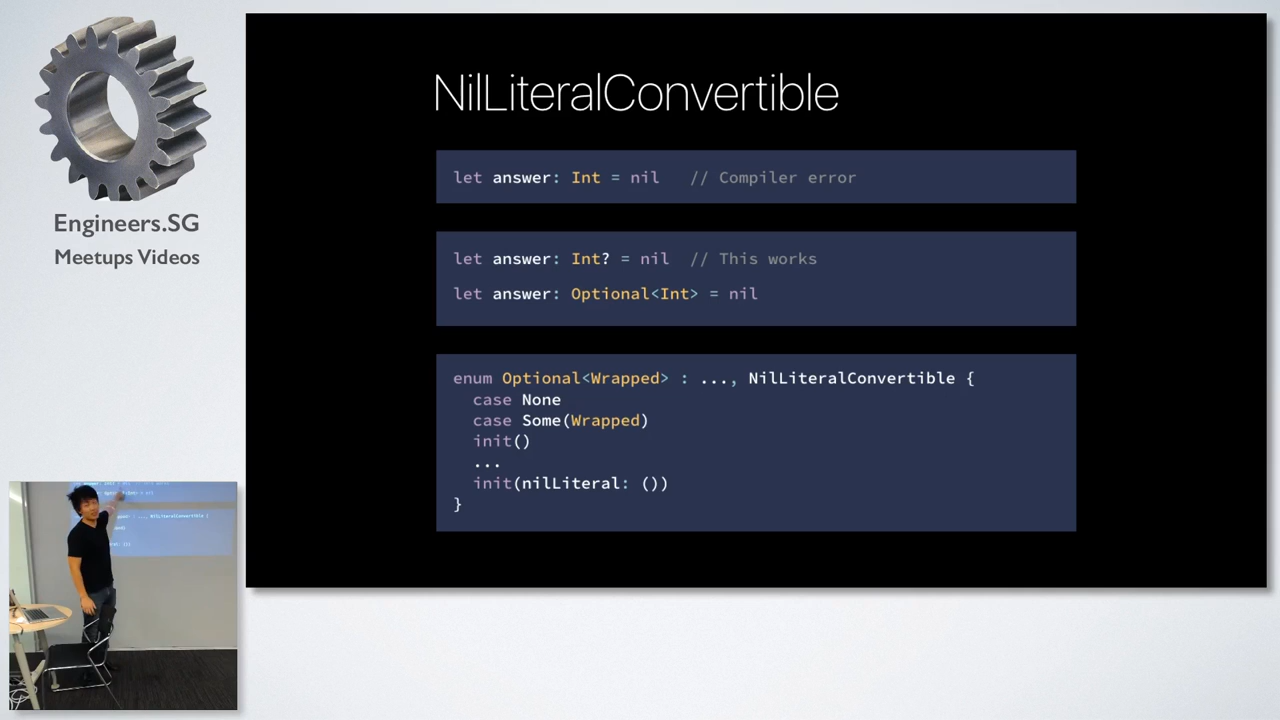 Engineers.SG
Meetups Videos
NilLiteralConvertible
let answer: Int = nil   // Compiler error
let answer: Int? = nil  // This works
let answer: Optional<Int> = nil
enum Optional<Wrapped> : ..., NilLiteralConvertible {
  case None
  case Some(Wrapped)
  init()
  ...
  init(nilLiteral: ())
}